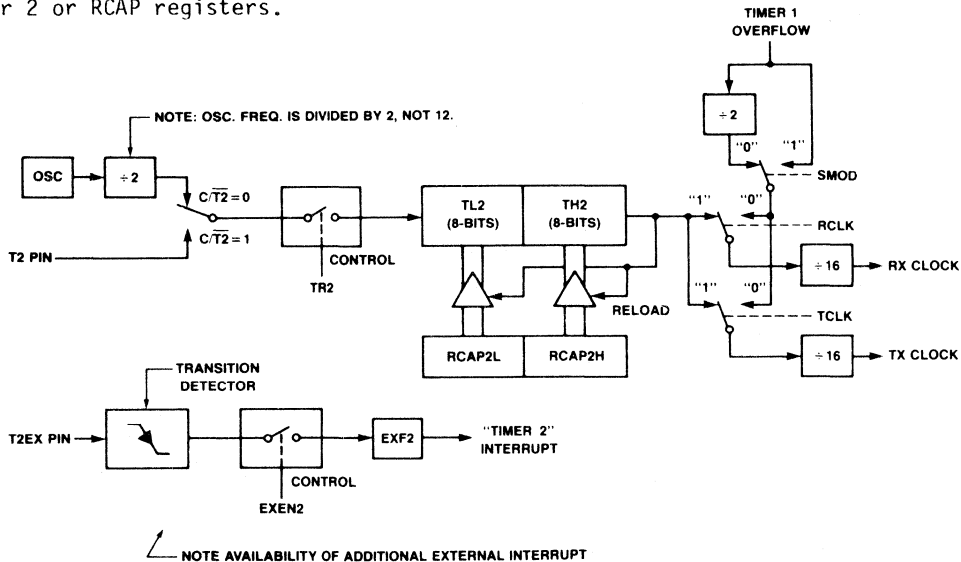 r 2 or RCAP registers.
TIMER 1
OVERFLOW
÷ 2
"0"
"1"
SMOD
NOTE: OSC. FREQ. IS DIVIDED BY 2, NOT 12.
OSC
÷ 2
C/T2̅ = 0
C/T2̅ = 1
T2 PIN
CONTROL
TR2
TL2
(8-BITS)
TH2
(8-BITS)
"1"
"0"
RCLK
÷ 16
RX CLOCK
RELOAD
"1"
"0"
TCLK
÷ 16
TX CLOCK
RCAP2L
RCAP2H
TRANSITION
DETECTOR
T2EX PIN
CONTROL
EXEN2
EXF2
"TIMER 2"
INTERRUPT
NOTE AVAILABILITY OF ADDITIONAL EXTERNAL INTERRUPT